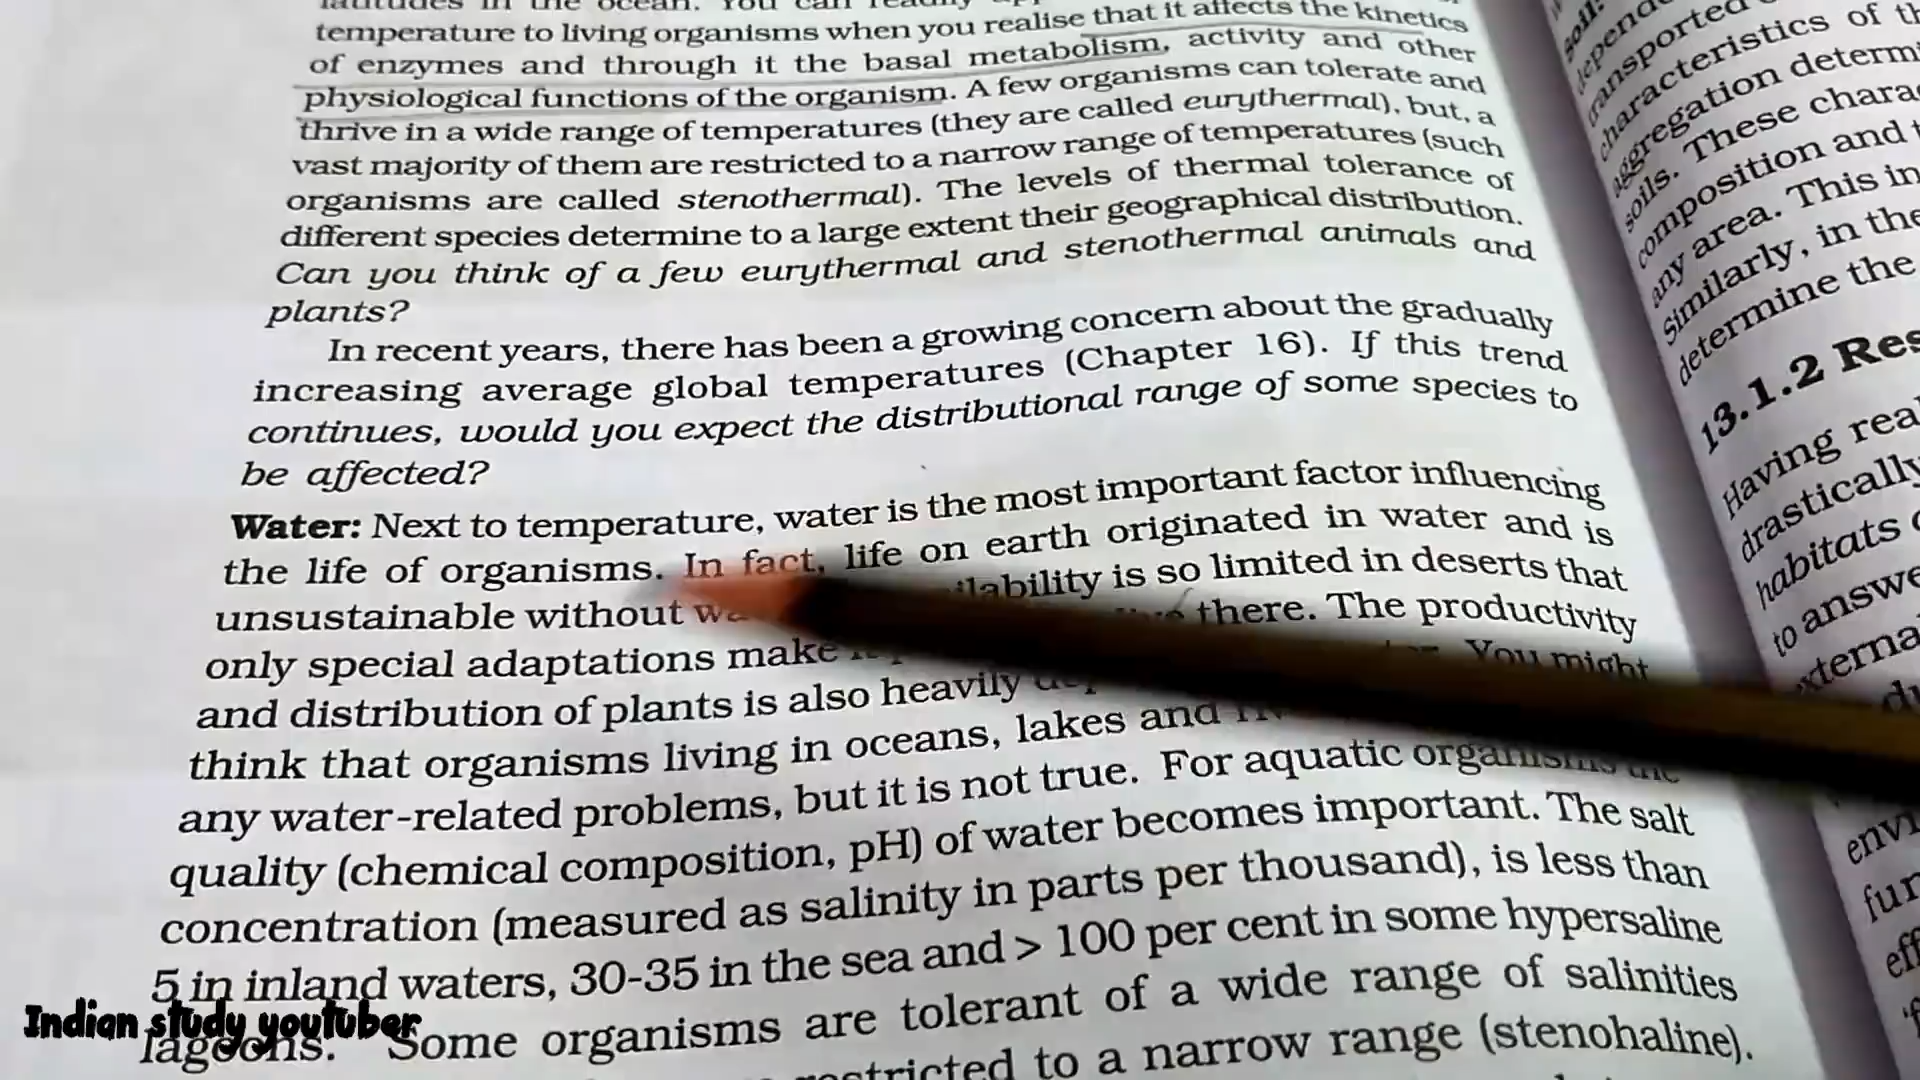 latitudes in the ocean. You can readily
temperature to living organisms when you realise that it affects the kinetics
of enzymes and through it the basal metabolism, activity and other
physiological functions of the organism. A few organisms can tolerate and
thrive in a wide range of temperatures (they are called eurythermal), but, a
vast majority of them are restricted to a narrow range of temperatures (such
organisms are called stenothermal). The levels of thermal tolerance of
different species determine to a large extent their geographical distribution.
Can you think of a few eurythermal and stenothermal animals and
plants?
In recent years, there has been a growing concern about the gradually
increasing average global temperatures (Chapter 16). If this trend
continues, would you expect the distributional range of some species to
be affected?
Water: Next to temperature, water is the most important factor influencing
the life of organisms. In fact, life on earth originated in water and is
unsustainable without is so limited in deserts that
only special adaptations make there. The productivity
and distribution of plants is also heavily You might
think that organisms living in oceans, lakes and
any water-related problems, but it is not true. For aquatic organisms the
quality (chemical composition, pH) of water becomes important. The salt
concentration (measured as salinity in parts per thousand), is less than
5 in inland waters, 30-35 in the sea and > 100 per cent in some hypersaline
lagoons. Some organisms are tolerant of a wide range of salinities
restricted to a narrow range (stenohaline).
Indian study youtuber
soil.
transported
characteristics of
aggregation
soils. These
composition and
any area. This in
Similarly, in the
determine the
13.1.2
Having
drastically
habitats
to